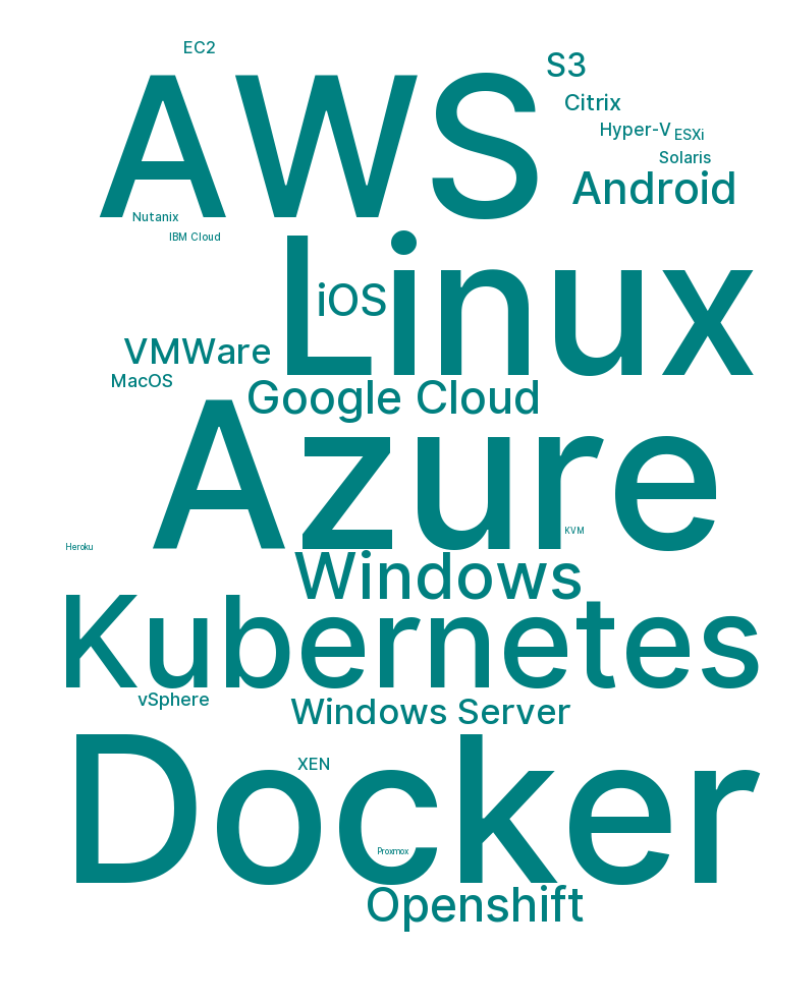 EC2
S3
AWS
Citrix
Hyper-V
ESXi
Solaris
Android
Nutanix
IBM Cloud
Linux
iOS
VMWare
MacOS
Google Cloud
Azure
KVM
Heroku
Windows
Kubernetes
vSphere
Windows Server
Docker
XEN
Proxmox
Openshift